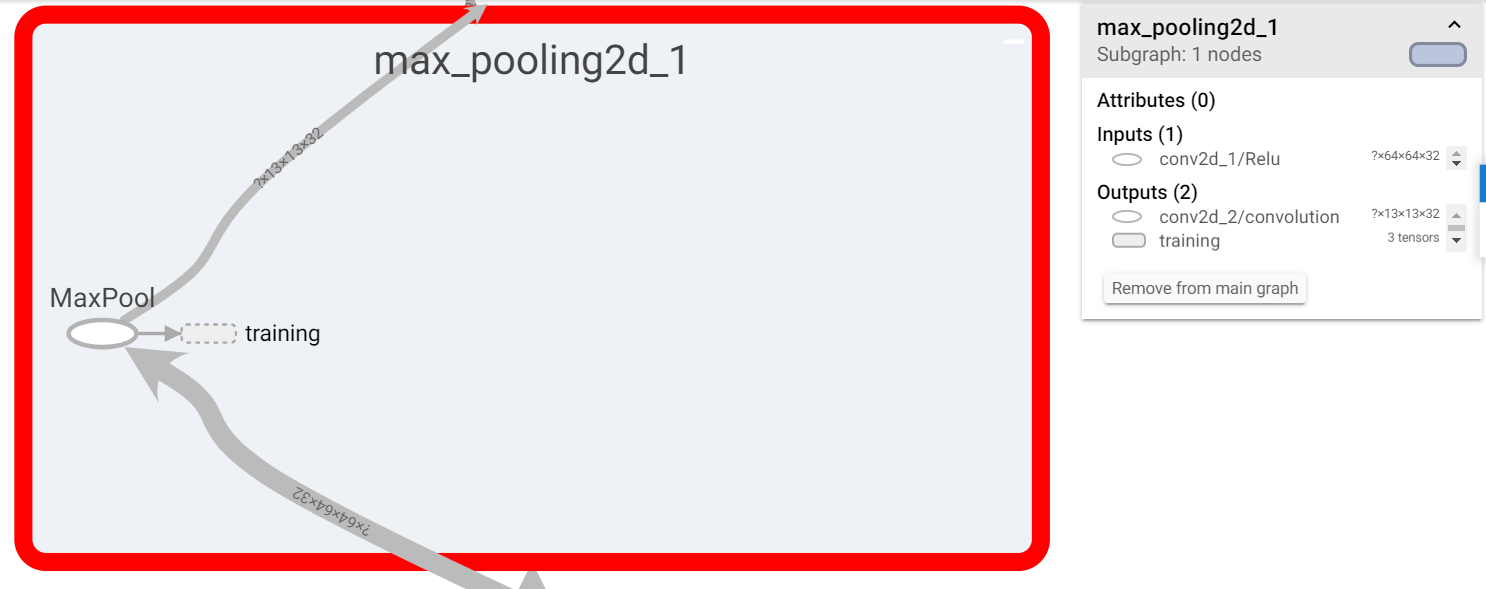 max_pooling2d_1
?×13×13×32
MaxPool
training
?×64×64×32
max_pooling2d_1
Subgraph: 1 nodes
Attributes (0)
Inputs (1)
conv2d_1/Relu ?×64×64×32
Outputs (2)
conv2d_2/convolution ?×13×13×32
training 3 tensors
Remove from main graph